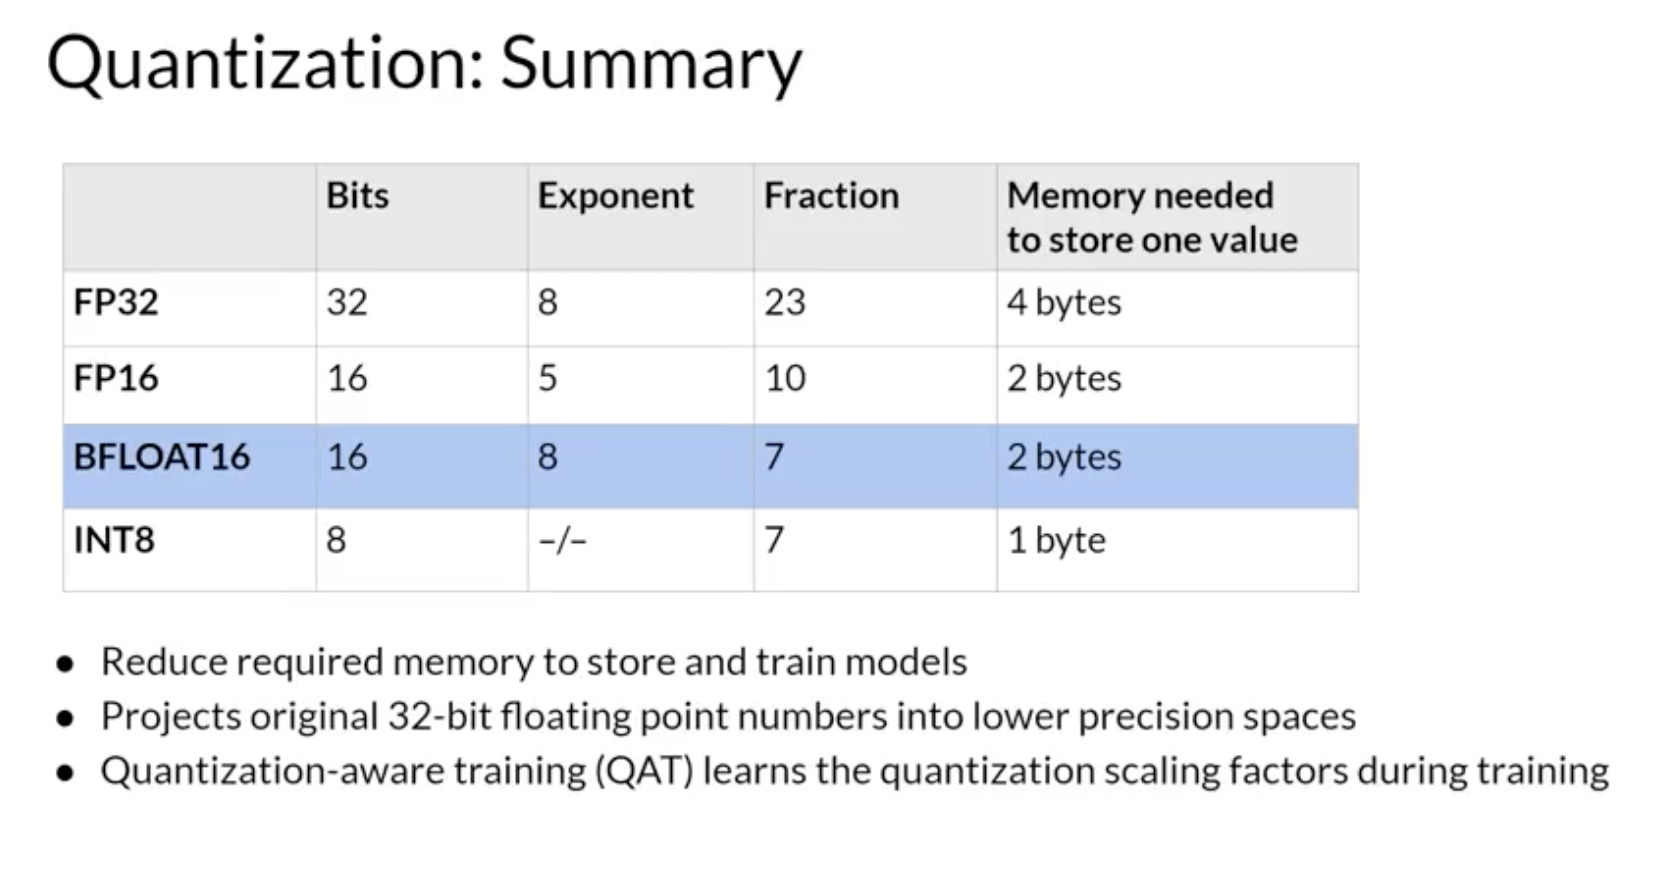 Quantization: Summary
Bits Exponent Fraction Memory needed
to store one value
FP32 32 8 23 4 bytes
FP16 16 5 10 2 bytes
BFLOAT16 16 8 7 2 bytes
INT8 8 –/– 7 1 byte
● Reduce required memory to store and train models
● Projects original 32-bit floating point numbers into lower precision spaces
● Quantization-aware training (QAT) learns the quantization scaling factors during training